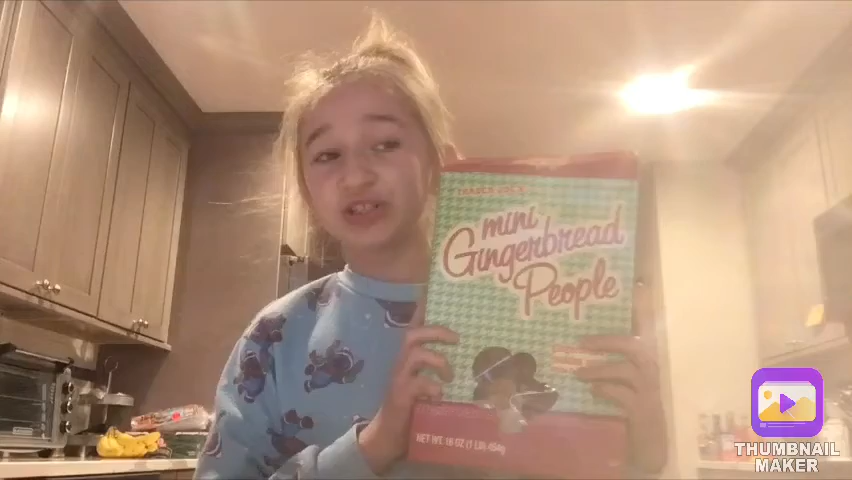 TRADER JOE'S
mini
Gingerbread
People
NET WT 16 OZ (1 LB) 454g
THUMBNAIL
MAKER